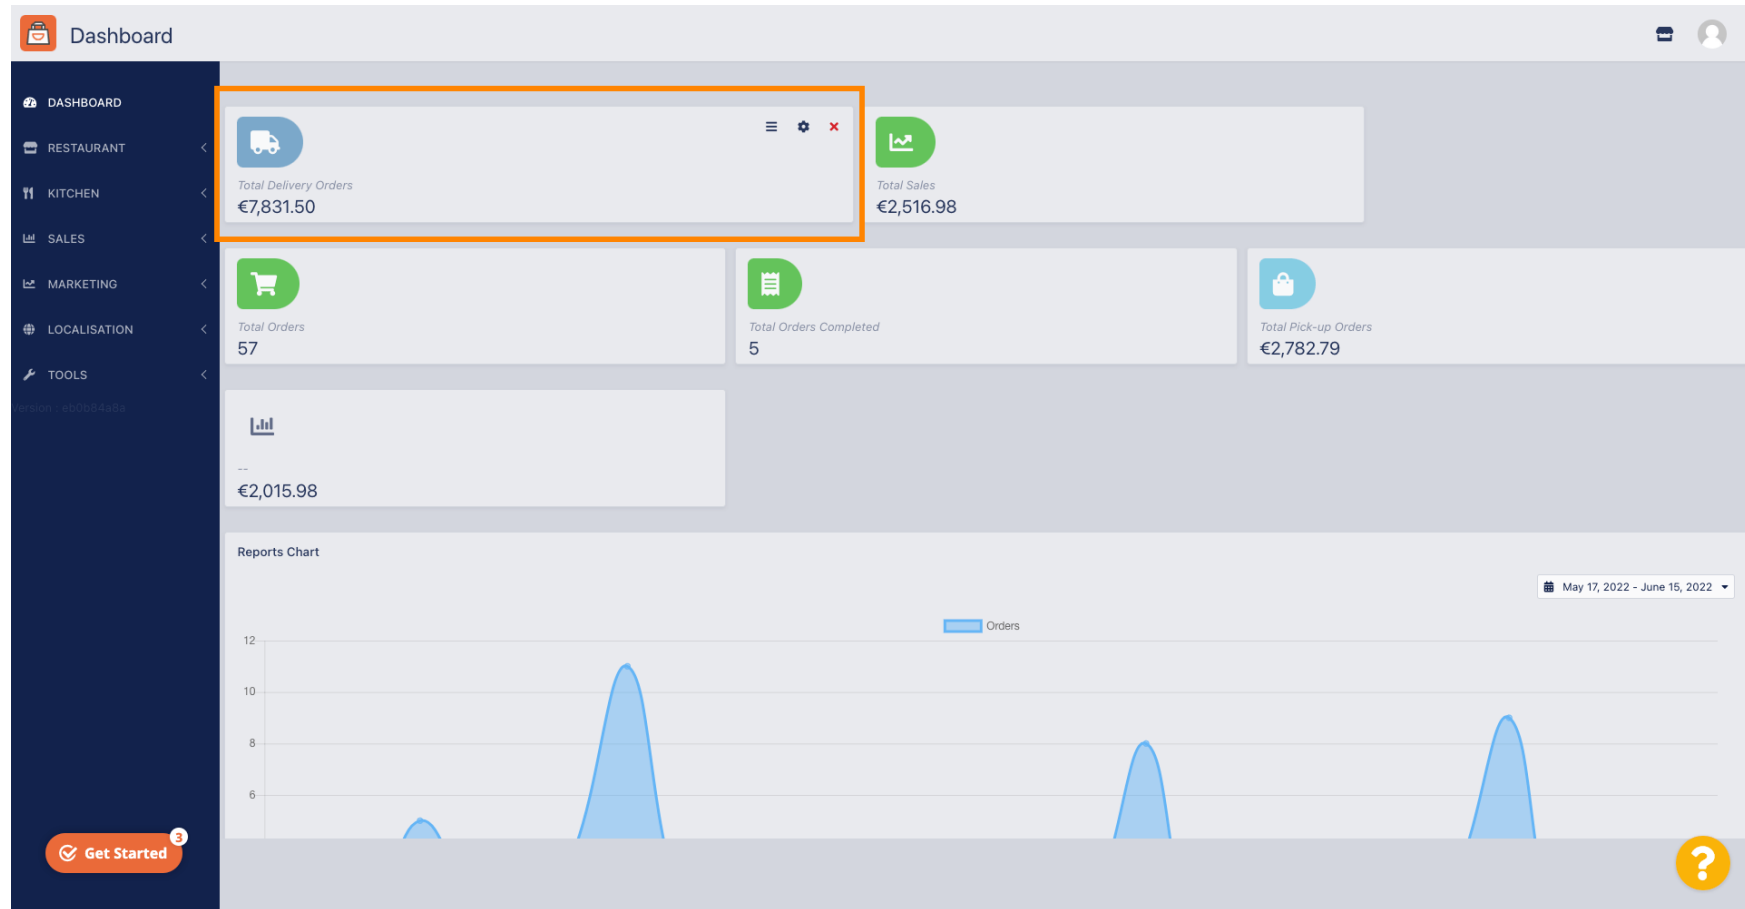 Dashboard
DASHBOARD
RESTAURANT
KITCHEN
SALES
MARKETING
LOCALISATION
TOOLS
Version : eb0b84a8a
Get Started
3
Total Delivery Orders
€7,831.50
Total Sales
€2,516.98
Total Orders
57
Total Orders Completed
5
Total Pick-up Orders
€2,782.79
--
€2,015.98
Reports Chart
May 17, 2022 - June 15, 2022
Orders
12
10
8
6
?